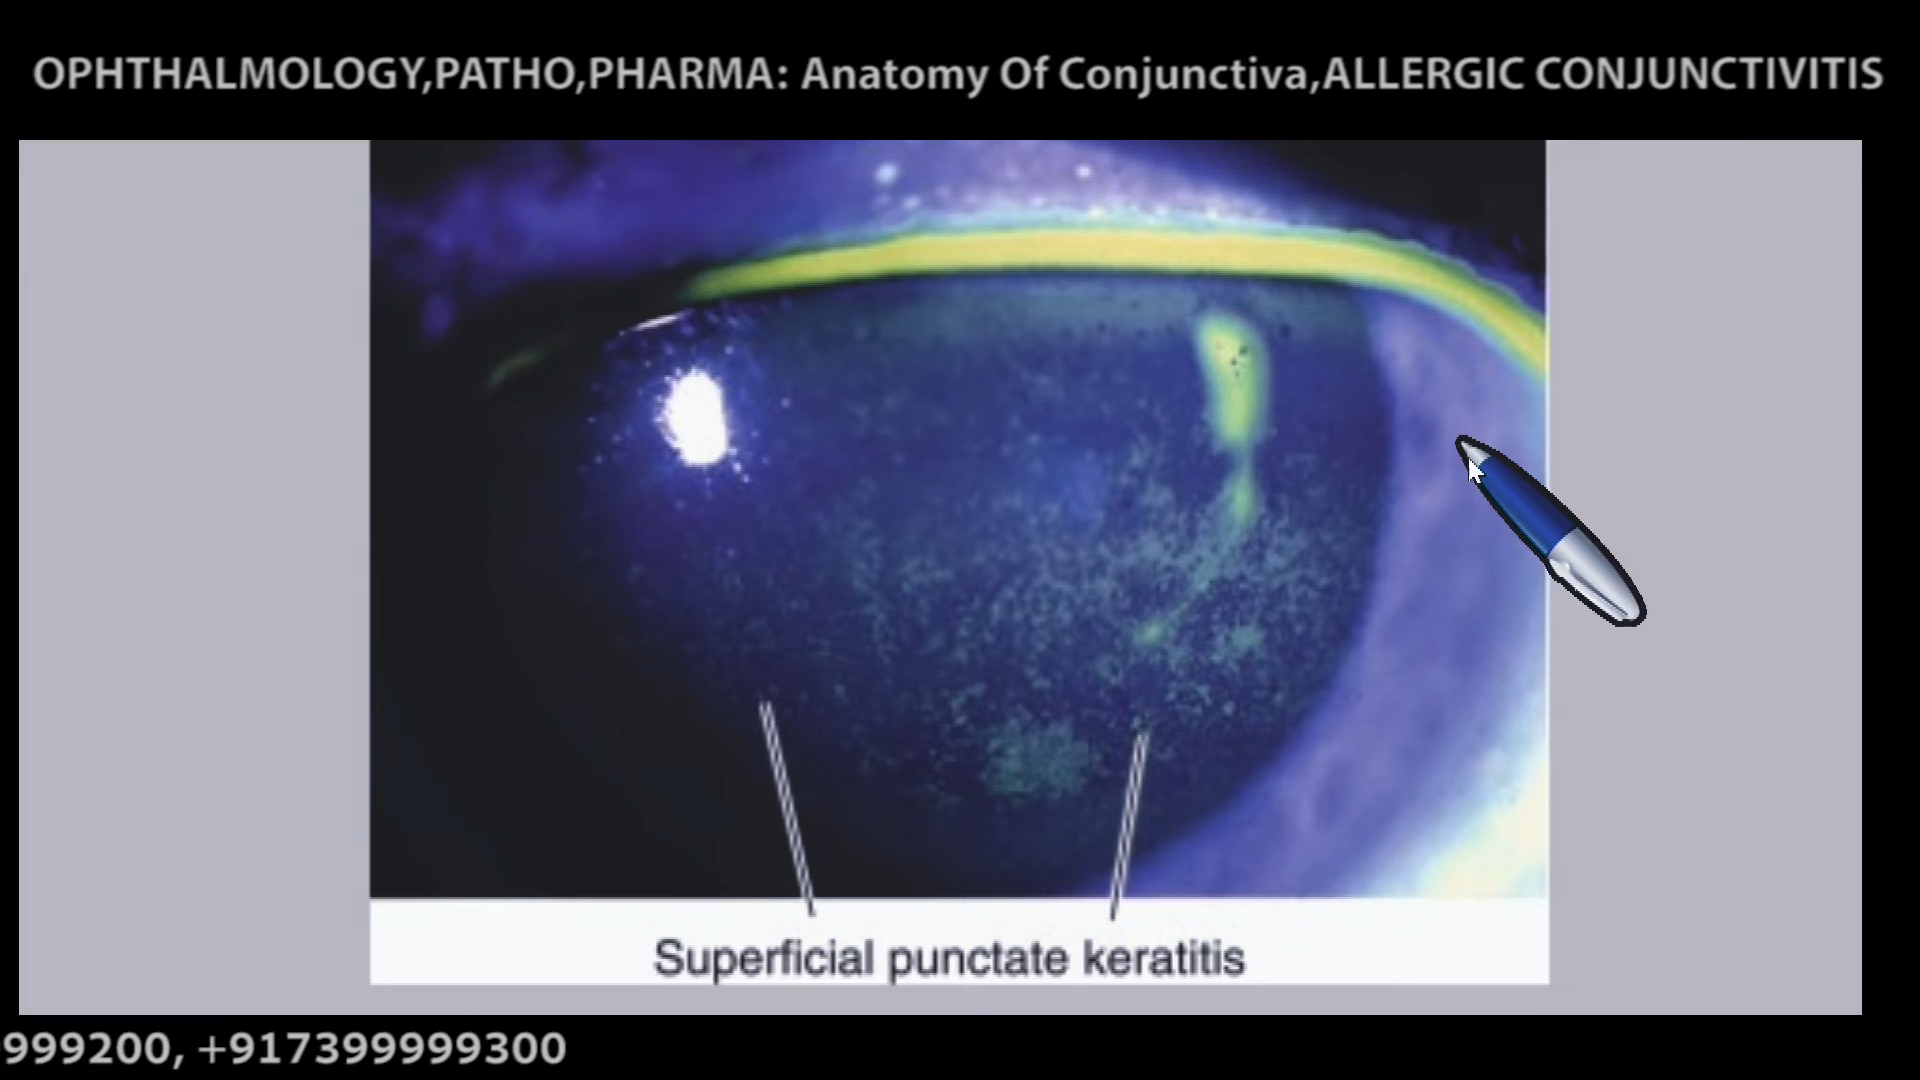 OPHTHALMOLOGY,PATHO,PHARMA: Anatomy Of Conjunctiva,ALLERGIC CONJUNCTIVITIS
Superficial punctate keratitis
999200, +917399999300